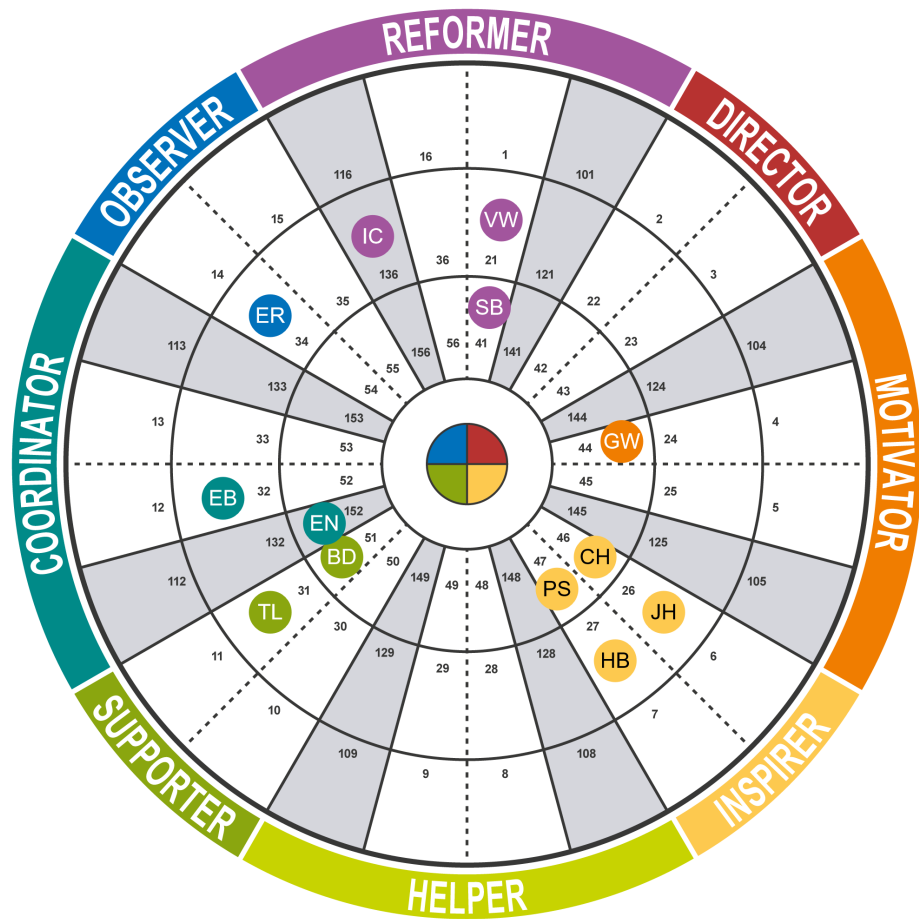 REFORMER
DIRECTOR
MOTIVATOR
INSPIRER
HELPER
SUPPORTER
COORDINATOR
OBSERVER
16 1
116 101
15 2
14 3
113 104
13 4
12 5
112 105
11 6
10 7
109 108
9 8
IC VW
36 21
136 121
35 22
ER
34 23
133 124
33 24
EB 32 25
132 125
TL 31 26 JH
30 27 HB
129 128
29 28
SB
56 41
156 141
55 42
54 43
153 144
53 44 GW
52 45
EN 152 145
BD 51 46 CH
50 47 PS
149 148
49 48